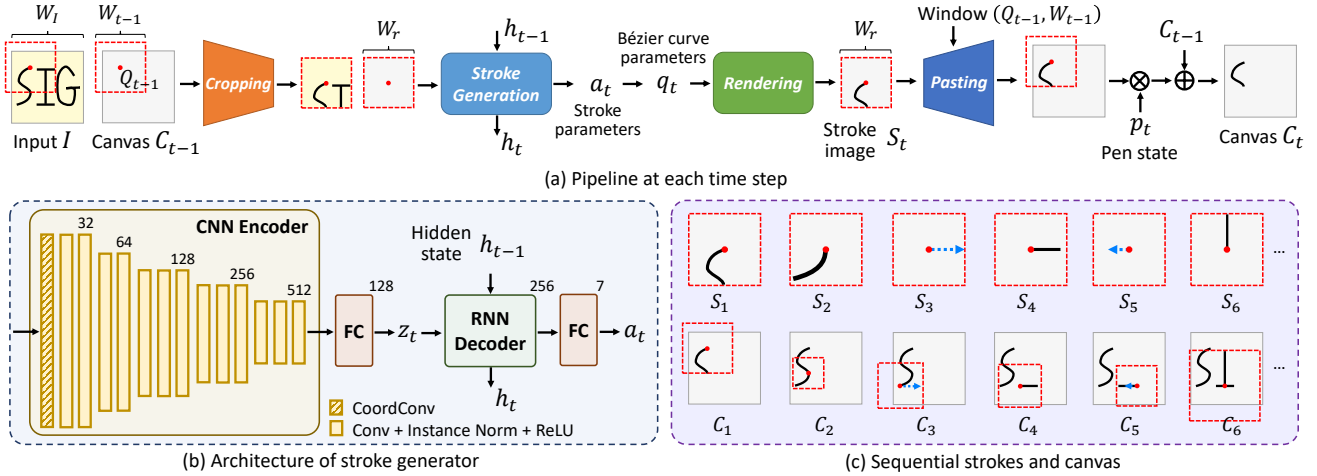 W_I W_{t-1}
Q_{t-1}
SIG
Input I Canvas C_{t-1}
Cropping
W_r
h_{t-1}
Stroke
Generation
h_t
a_t
Stroke
parameters
Bézier curve
parameters
q_t
Rendering
W_r
Stroke
image S_t
Window (Q_{t-1}, W_{t-1})
Pasting
C_{t-1}
p_t
Pen state
Canvas C_t
(a) Pipeline at each time step
CNN Encoder
32 64 128 256 512
FC 128
z_t
Hidden
state h_{t-1}
RNN
Decoder
256
h_t
FC 7
a_t
CoordConv
Conv + Instance Norm + ReLU
(b) Architecture of stroke generator
S_1 S_2 S_3 S_4 S_5 S_6 ...
C_1 C_2 C_3 C_4 C_5 C_6 ...
(c) Sequential strokes and canvas